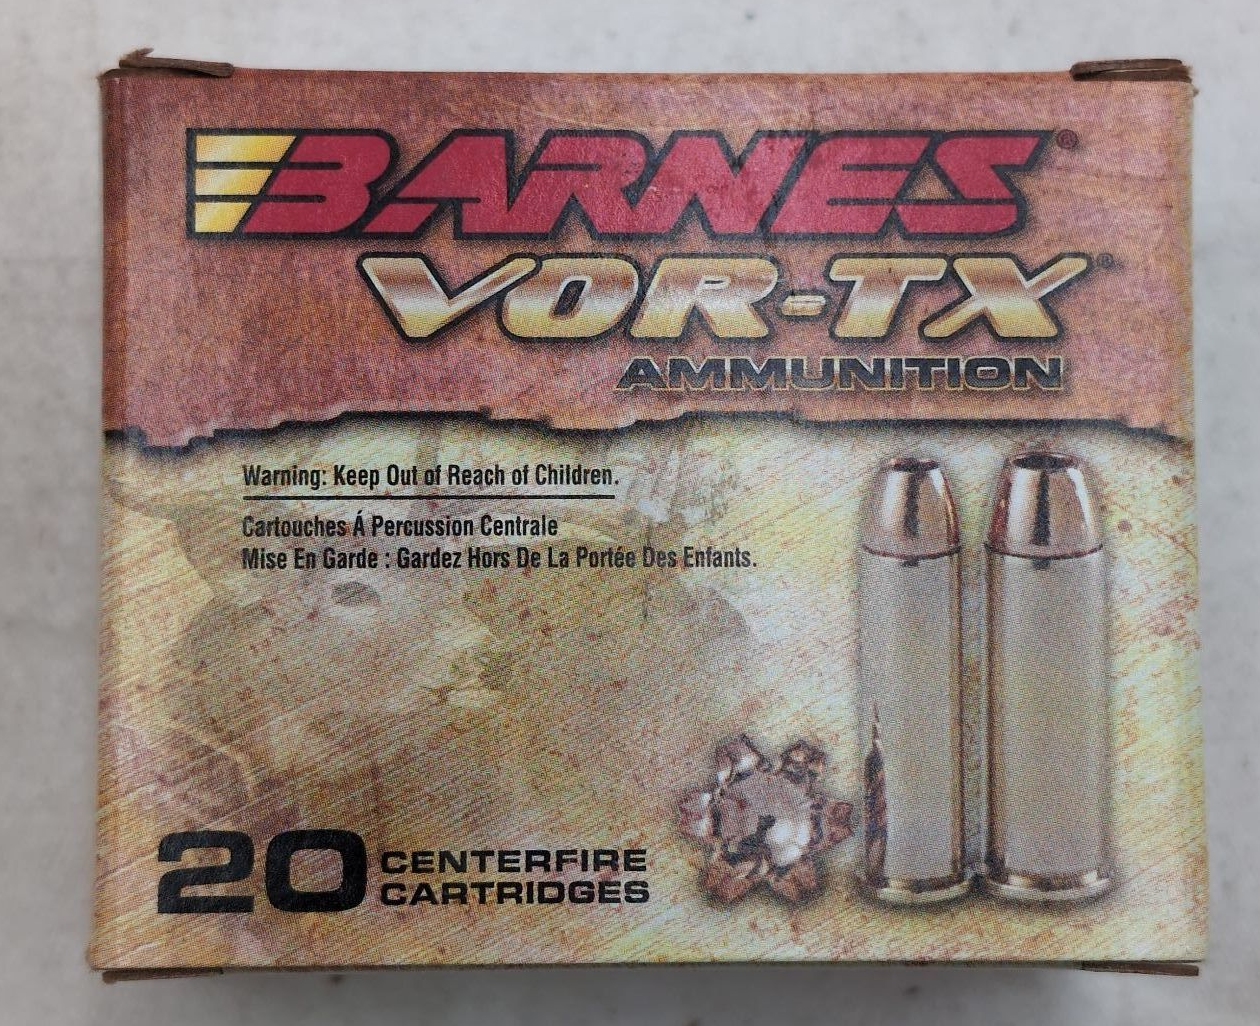 BARNES®
VOR-TX®
AMMUNITION
Warning: Keep Out of Reach of Children.
Cartouches Á Percussion Centrale
Mise En Garde : Gardez Hors De La Portée Des Enfants.
20 CENTERFIRE
CARTRIDGES